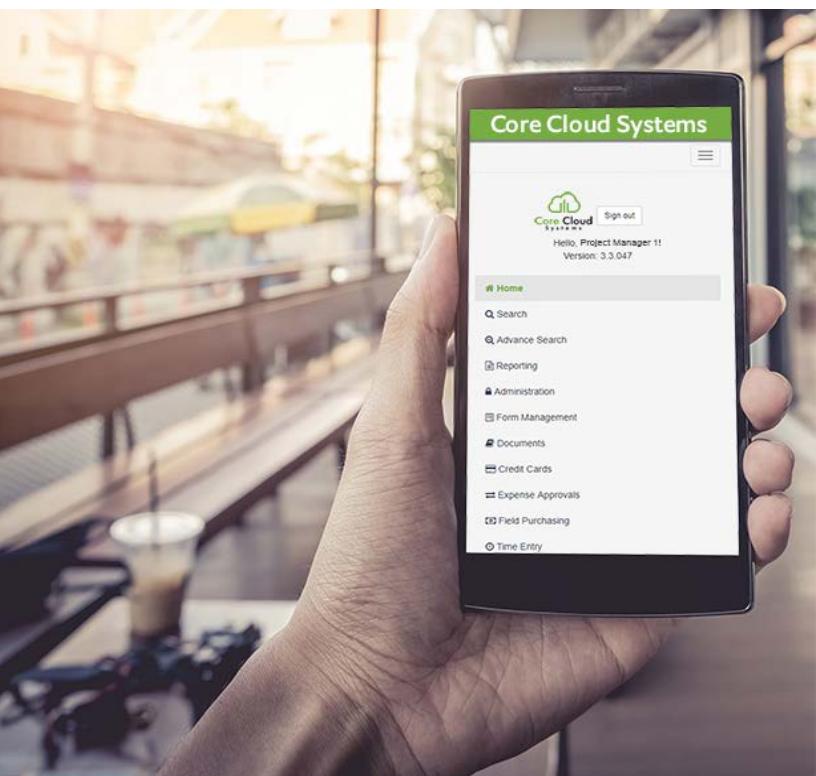 Core Cloud Systems
Core Cloud
Systems
Sign out
Hello, Project Manager 1!
Version: 3.3.047
Home
Search
Advance Search
Reporting
Administration
Form Management
Documents
Credit Cards
Expense Approvals
Field Purchasing
Time Entry